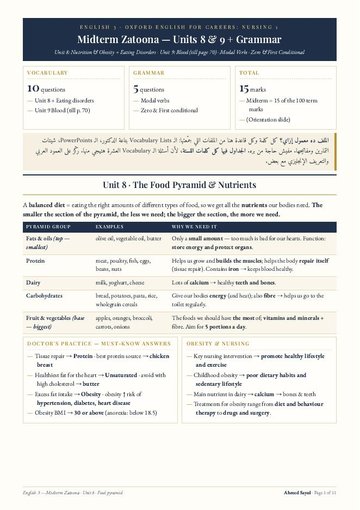 ENGLISH 3 · OXFORD ENGLISH FOR CAREERS: NURSING 1
Midterm Zatoona — Units 8 & 9 + Grammar
Unit 8: Nutrition & Obesity + Eating Disorders · Unit 9: Blood (till page 70) · Modal Verbs · Zero & First Conditional
VOCABULARY
10 questions
— Unit 8 + Eating disorders
— Unit 9 Blood (till p. 70)
GRAMMAR
5 questions
— Modal verbs
— Zero & First conditional
TOTAL
15 marks
— Midterm = 15 of the 100 term
marks
— (Orientation slide)
Unit 8 · The Food Pyramid & Nutrients
A balanced diet = eating the right amounts of different types of food, so we get all the nutrients our bodies need. The
smaller the section of the pyramid, the less we need; the bigger the section, the more we need.
PYRAMID GROUP EXAMPLES WHY WE NEED IT
Fats & oils (top — smallest) olive oil, vegetable oil, butter Only a small amount — too much is bad for our hearts. Function:
store energy and protect organs.
Protein meat, poultry, fish, eggs, beans, nuts Helps us grow and builds the muscles; helps the body repair itself
(tissue repair). Contains iron → keeps blood healthy.
Dairy milk, yoghurt, cheese Lots of calcium → healthy teeth and bones.
Carbohydrates bread, potatoes, pasta, rice, wholegrain cereals Give our bodies energy (and heat); also fibre → helps us go to the
toilet regularly.
Fruit & vegetables (base — biggest) apples, oranges, broccoli, carrots, onions The foods we should have the most of; vitamins and minerals +
fibre. Aim for 5 portions a day.
DOCTOR'S PRACTICE — MUST-KNOW ANSWERS
— Tissue repair → Protein · best protein source → chicken
breast
— Healthiest fat for the heart → Unsaturated · avoid with
high cholesterol → butter
— Excess fat intake → Obesity · obesity ↑ risk of
hypertension, diabetes, heart disease
— Obesity BMI → 30 or above (anorexia: below 18.5)
OBESITY & NURSING
— Key nursing intervention → promote healthy lifestyle
and exercise
— Childhood obesity → poor dietary habits and
sedentary lifestyle
— Main nutrient in dairy → calcium → bones & teeth
— Treatments for obesity range from diet and behaviour
therapy to drugs and surgery.
English 3 — Midterm Zatoona · Unit 8 · Food pyramid
Ahmed Sayed · Page 1 of 11